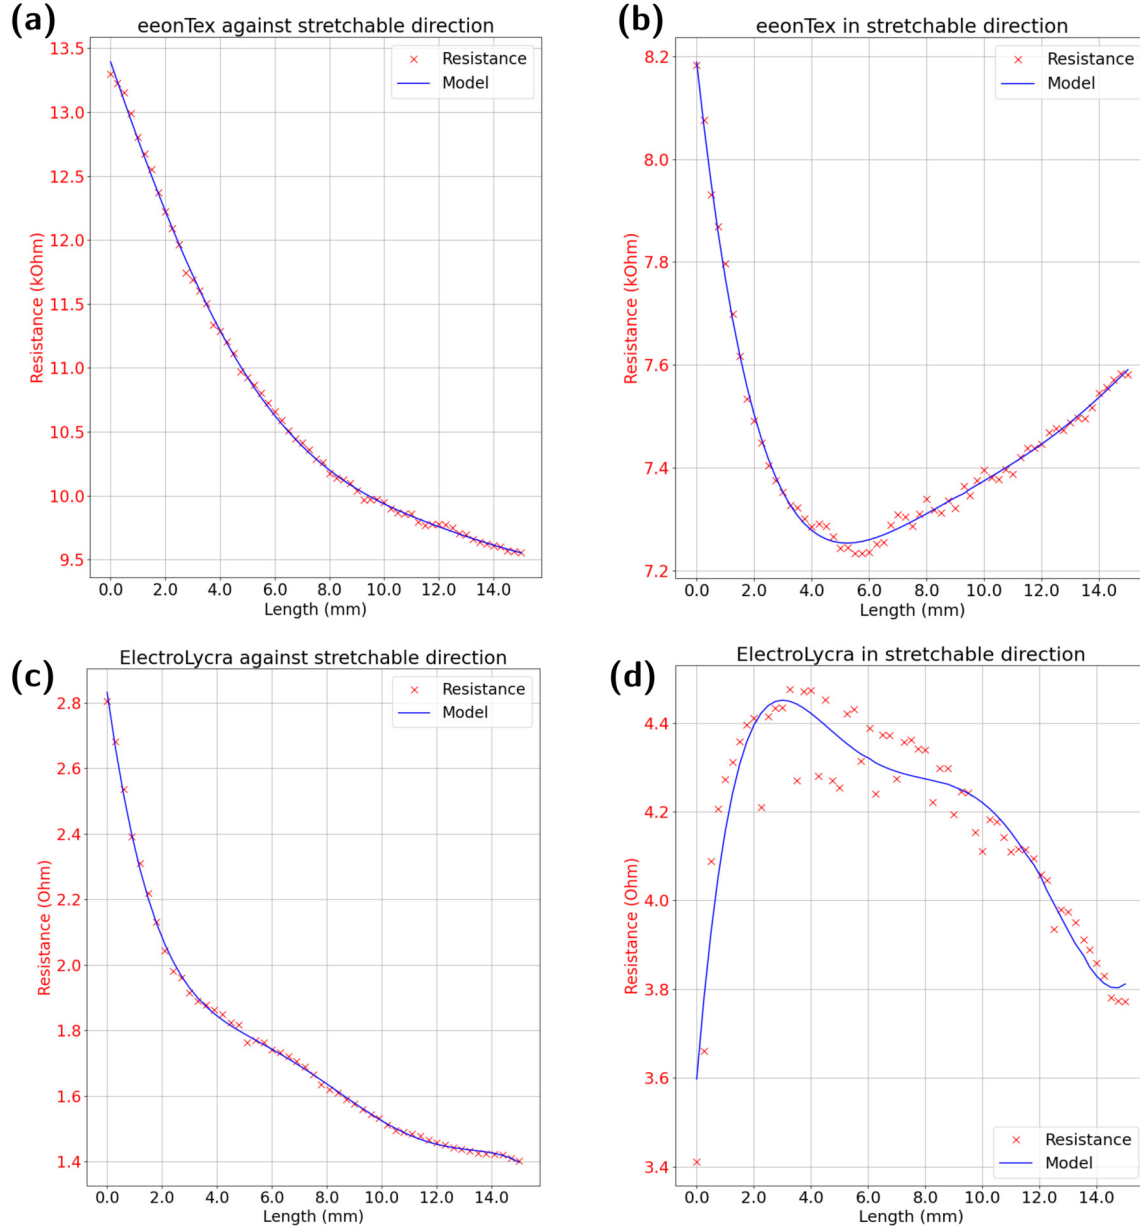 (a)
eeonTex against stretchable direction
Resistance
Model
13.5
13.0
12.5
12.0
11.5
11.0
10.5
10.0
9.5
Resistance (kOhm)
0.0 2.0 4.0 6.0 8.0 10.0 12.0 14.0
Length (mm)
(b)
eeonTex in stretchable direction
Resistance
Model
8.2
8.0
7.8
7.6
7.4
7.2
Resistance (kOhm)
0.0 2.0 4.0 6.0 8.0 10.0 12.0 14.0
Length (mm)
(c)
ElectroLycra against stretchable direction
Resistance
Model
2.8
2.6
2.4
2.2
2.0
1.8
1.6
1.4
Resistance (Ohm)
0.0 2.0 4.0 6.0 8.0 10.0 12.0 14.0
Length (mm)
(d)
ElectroLycra in stretchable direction
4.4
4.2
4.0
3.8
3.6
3.4
Resistance (Ohm)
Resistance
Model
0.0 2.0 4.0 6.0 8.0 10.0 12.0 14.0
Length (mm)